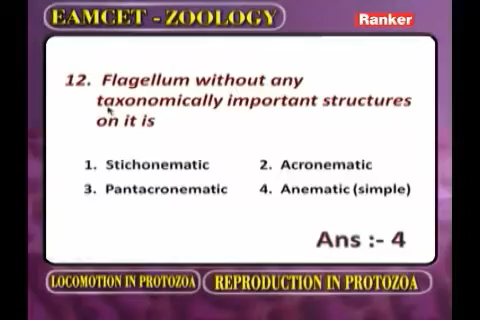 EAMCET - ZOOLOGY
Ranker
12. Flagellum without any
taxonomically important structures
on it is
1. Stichonematic
2. Acronematic
3. Pantacronematic
4. Anematic (simple)
Ans :- 4
LOCOMOTION IN PROTOZOA
REPRODUCTION IN PROTOZOA